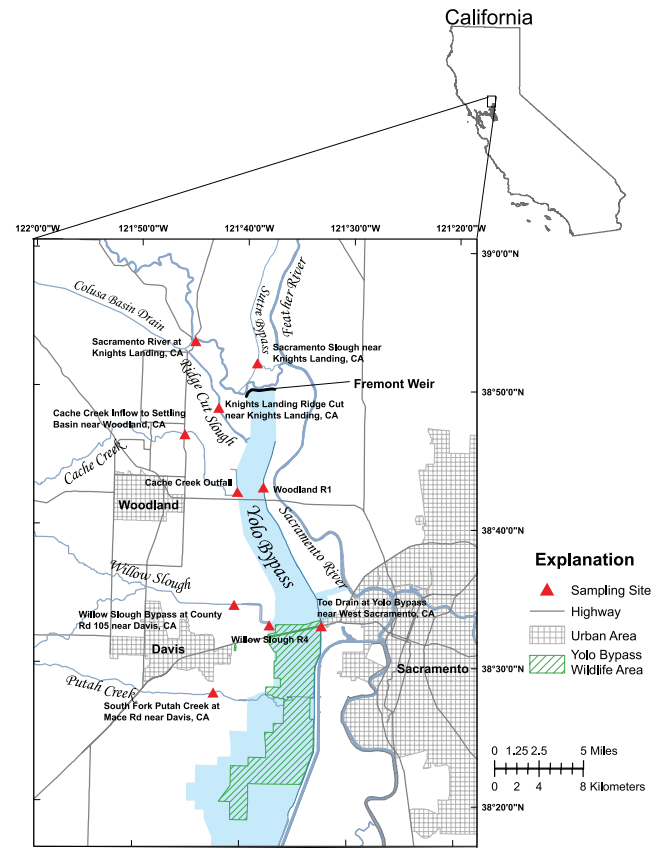 California
122°0'0"W
121°50'0"W
121°40'0"W
121°30'0"W
121°20'0"W
39°0'0"N
Colusa Basin Drain
Sutre Bypass
Feather River
Sacramento River at
Knights Landing, CA
Sacramento Slough near
Knights Landing, CA
Ridge Cut Slough
Fremont Weir
38°50'0"N
Knights Landing Ridge Cut
near Knights Landing, CA
Cache Creek Inflow to Settling
Basin near Woodland, CA
Cache Creek
Cache Creek Outfall
Woodland R1
Woodland
Yolo Bypass
Sacramento River
38°40'0"N
Willow Slough
Toe Drain at Yolo Bypass
near West Sacramento, CA
Willow Slough Bypass at County
Rd 105 near Davis, CA
Willow Slough R4
Davis
Sacramento
38°30'0"N
Putah Creek
South Fork Putah Creek at
Mace Rd near Davis, CA
38°20'0"N
Explanation
Sampling Site
Highway
Urban Area
Yolo Bypass
Wildlife Area
0 1.25 2.5 5 Miles
0 2 4 8 Kilometers